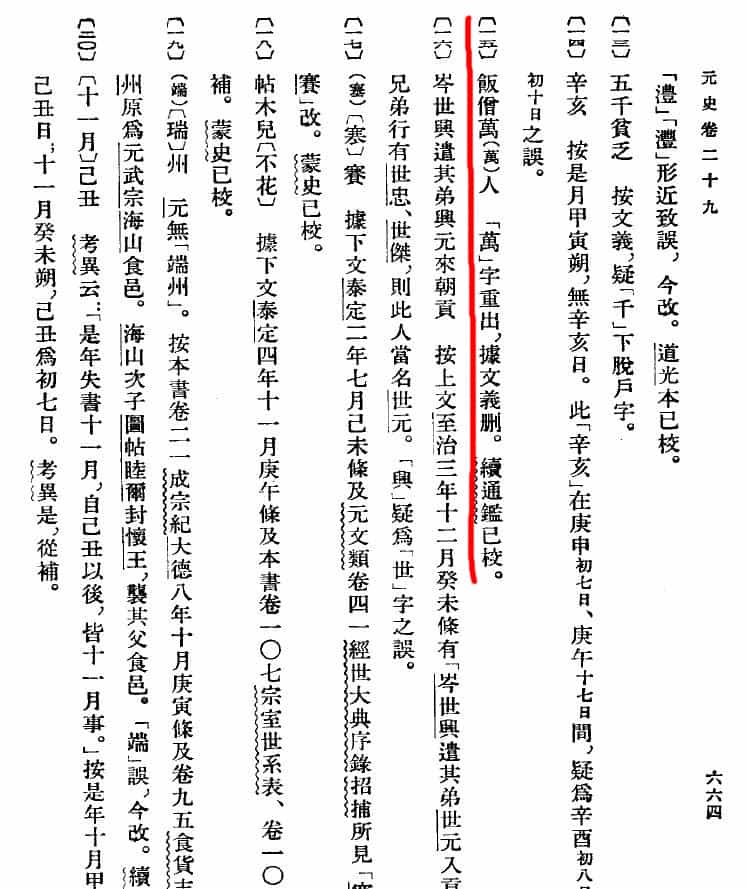 元史卷二十九
六六四
「澧」「灃」形近致誤，今改。道光本已校。
〔一三〕五千貧乏　按文義，疑「千」下脫戶字。
〔一四〕辛亥　按是月甲寅朔，無辛亥日。此「辛亥」在庚申初七日、庚午十七日間，疑爲辛酉初八日
初十日之誤。
〔一五〕飯僧萬（萬）人　「萬」字重出，據文義刪。續通鑑已校。
〔一六〕岑世興遣其弟興元來朝貢　按上文至治三年十二月癸未條有「岑世興遣其弟世元入貢
兄弟行有世忠、世傑，則此人當名世元。「興」疑爲「世」字之誤。
〔一七〕（塞）〔寒〕賽　據下文泰定二年七月己未條及元文類卷四一經世大典序錄招捕所見「
賽」改。蒙史已校。
〔一八〕帖木兒〔不花〕　據下文泰定四年十一月庚午條及本書卷一〇七宗室世系表、卷一〇
補。蒙史已校。
〔一九〕（端）〔瑞〕州　元無「端州」。按本書卷二一成宗紀大德八年十月庚寅條及卷九五食貨志
州原爲元武宗海山食邑。海山次子圖帖睦爾封懷王，襲其父食邑。「端」誤，今改。續
〔二〇〕〔十一月〕己丑　考異云：「是年失書十一月，自己丑以後，皆十一月事。」按是年十月甲
己丑日；十一月癸未朔，己丑爲初七日。考異是，從補。